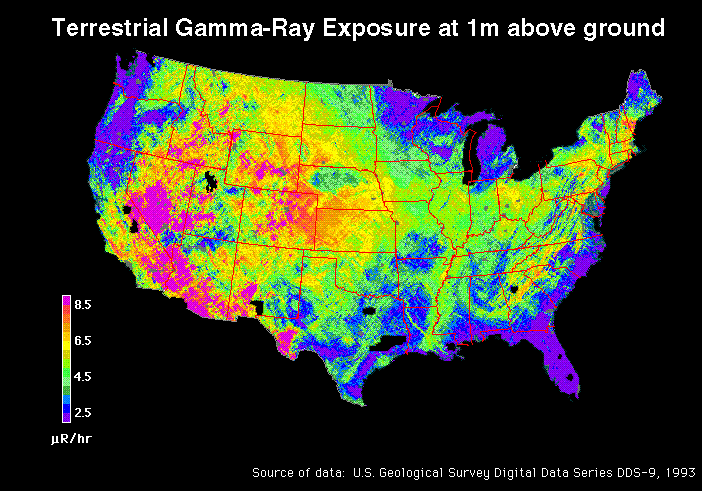 Terrestrial Gamma-Ray Exposure at 1m above ground
8.5
6.5
4.5
2.5
µR/hr
Source of data: U.S. Geological Survey Digital Data Series DDS-9, 1993